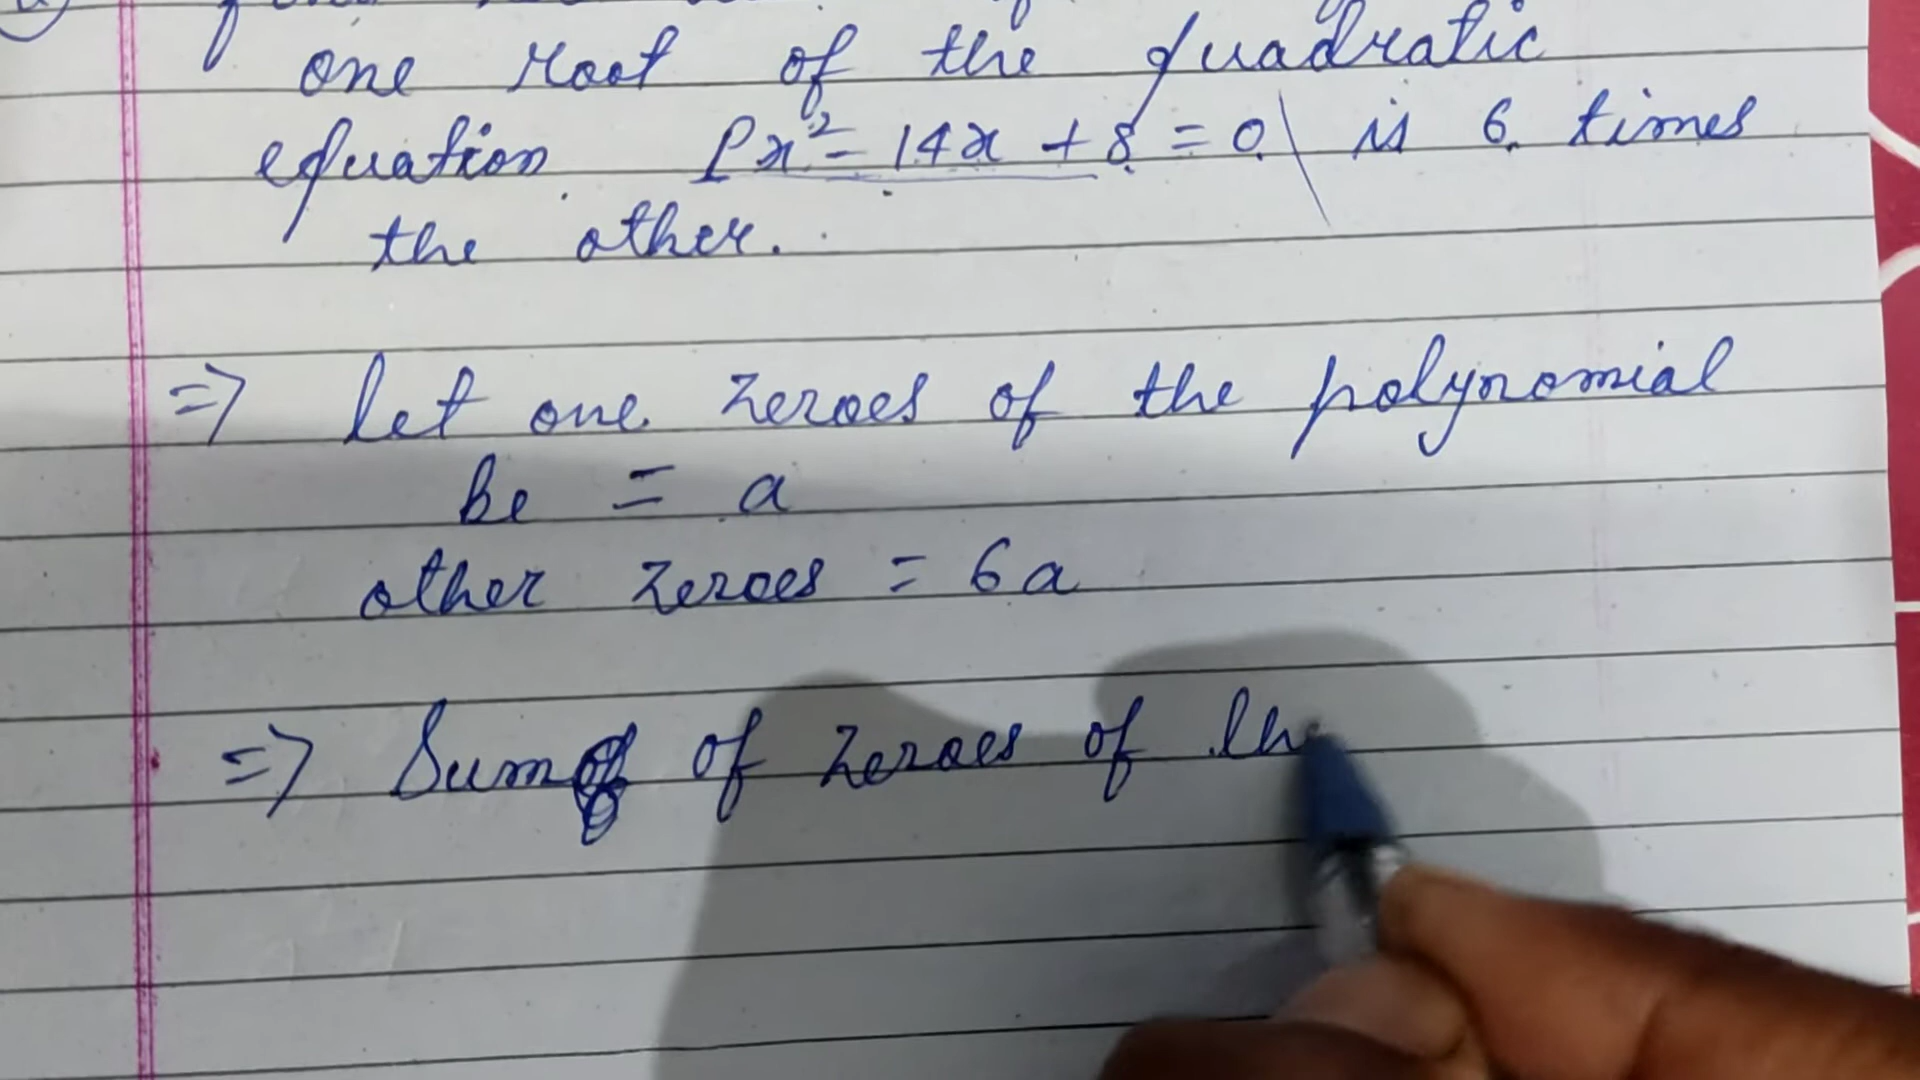 one root of the quadratic
equation Px² - 14x + 8 = 0 is 6 times
the other.
=> let one zeroes of the polynomial
be = a
other zeroes = 6a
=> Sum of zeroes of the